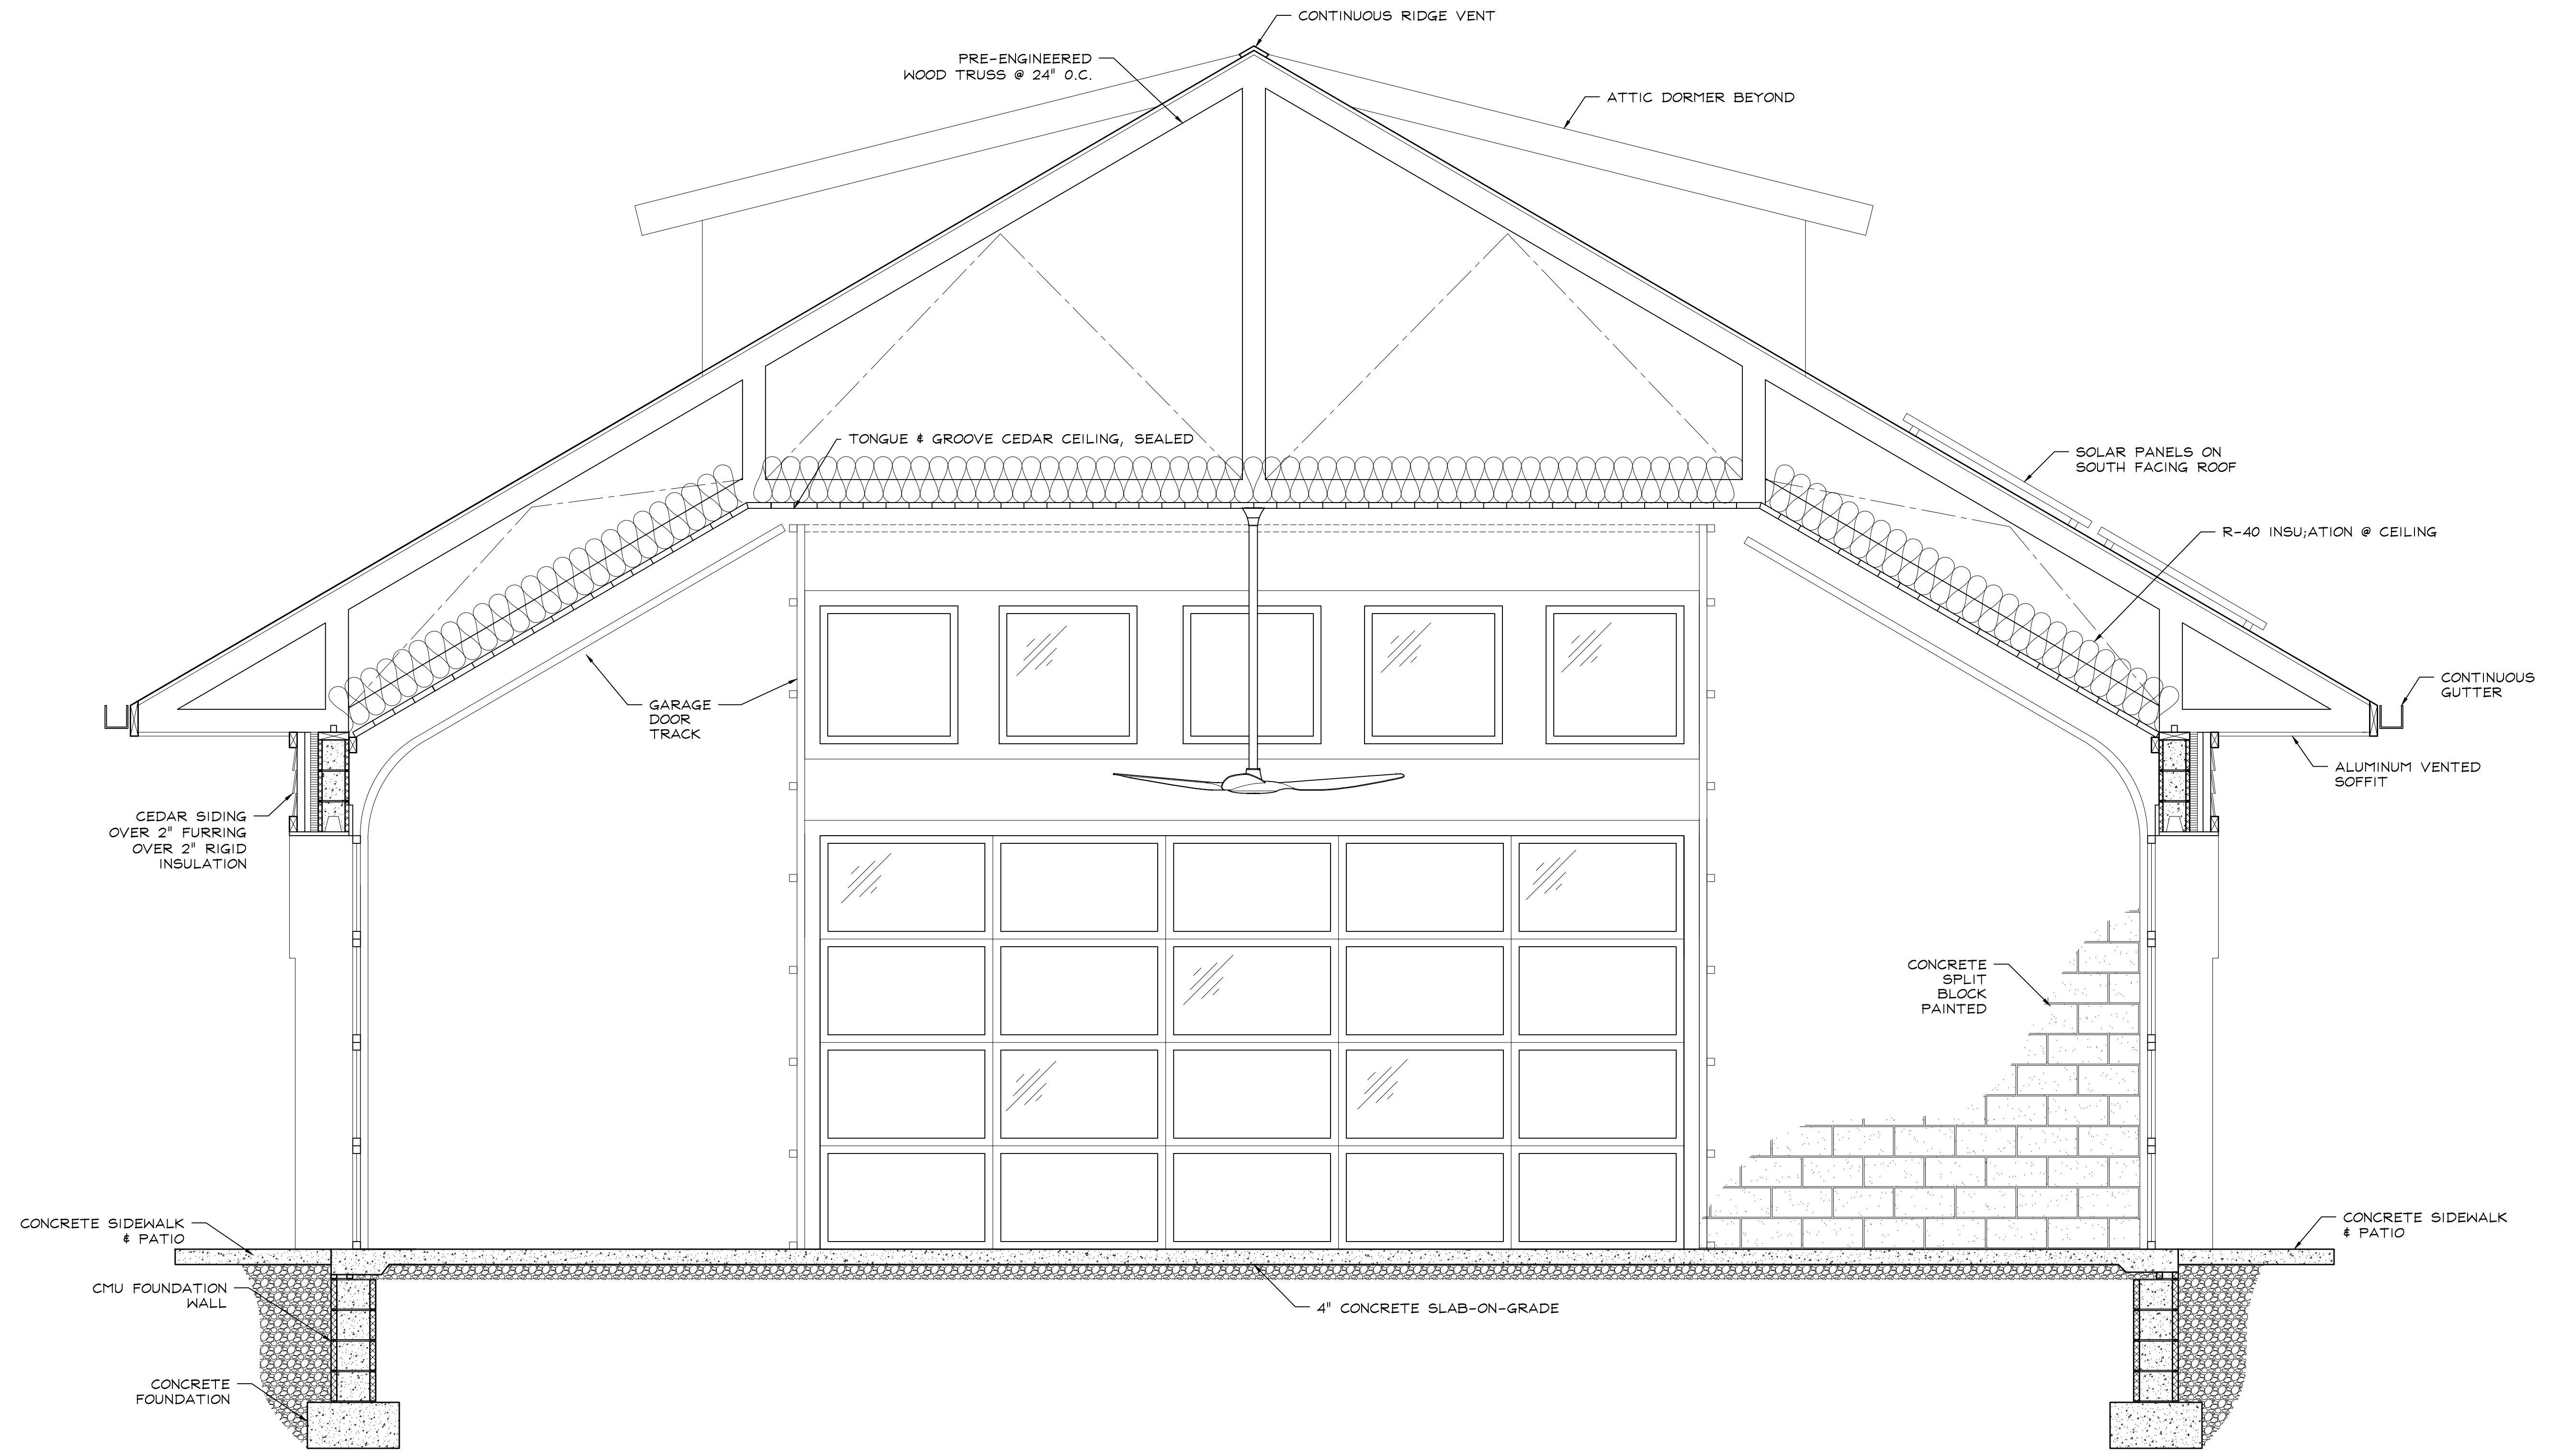 CONTINUOUS RIDGE VENT
PRE-ENGINEERED
WOOD TRUSS @ 24" O.C.
ATTIC DORMER BEYOND
TONGUE & GROOVE CEDAR CEILING, SEALED
SOLAR PANELS ON
SOUTH FACING ROOF
R-40 INSU;ATION @ CEILING
GARAGE
DOOR
TRACK
CONTINUOUS
GUTTER
ALUMINUM VENTED
SOFFIT
CEDAR SIDING
OVER 2" FURRING
OVER 2" RIGID
INSULATION
CONCRETE
SPLIT
BLOCK
PAINTED
CONCRETE SIDEWALK
& PATIO
CONCRETE SIDEWALK
& PATIO
CMU FOUNDATION
WALL
4" CONCRETE SLAB-ON-GRADE
CONCRETE
FOUNDATION